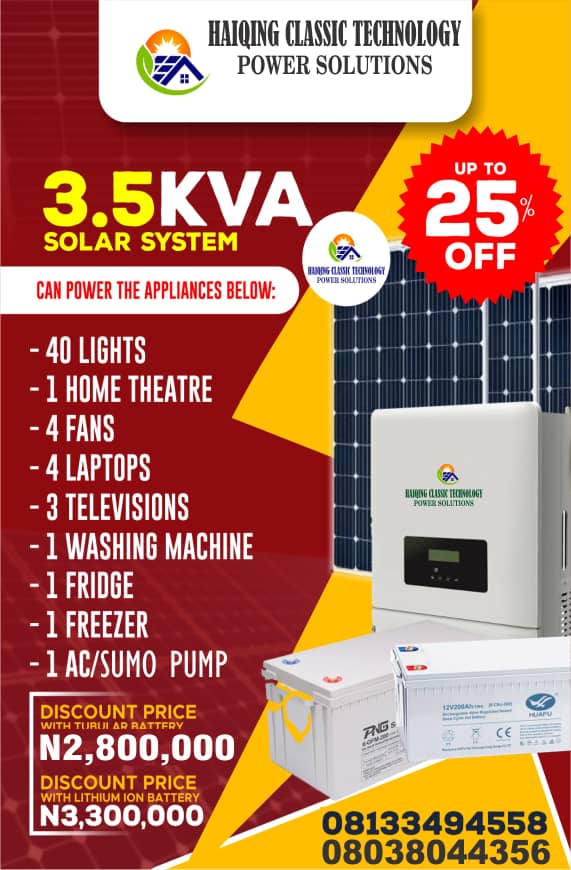 HAIQING CLASSIC TECHNOLOGY
POWER SOLUTIONS
3.5KVA
SOLAR SYSTEM
UP TO
25%
OFF
HAIQING CLASSIC TECHNOLOGY
POWER SOLUTIONS
CAN POWER THE APPLIANCES BELOW:
- 40 LIGHTS
- 1 HOME THEATRE
- 4 FANS
- 4 LAPTOPS
- 3 TELEVISIONS
- 1 WASHING MACHINE
- 1 FRIDGE
- 1 FREEZER
- 1 AC/SUMO PUMP
HAIQING CLASSIC TECHNOLOGY
POWER SOLUTIONS
DISCOUNT PRICE
WITH TUBULAR BATTERY
N2,800,000
DISCOUNT PRICE
WITH LITHIUM ION BATTERY
N3,300,000
PNG
12V200Ah
HUAFU
08133494558
08038044356